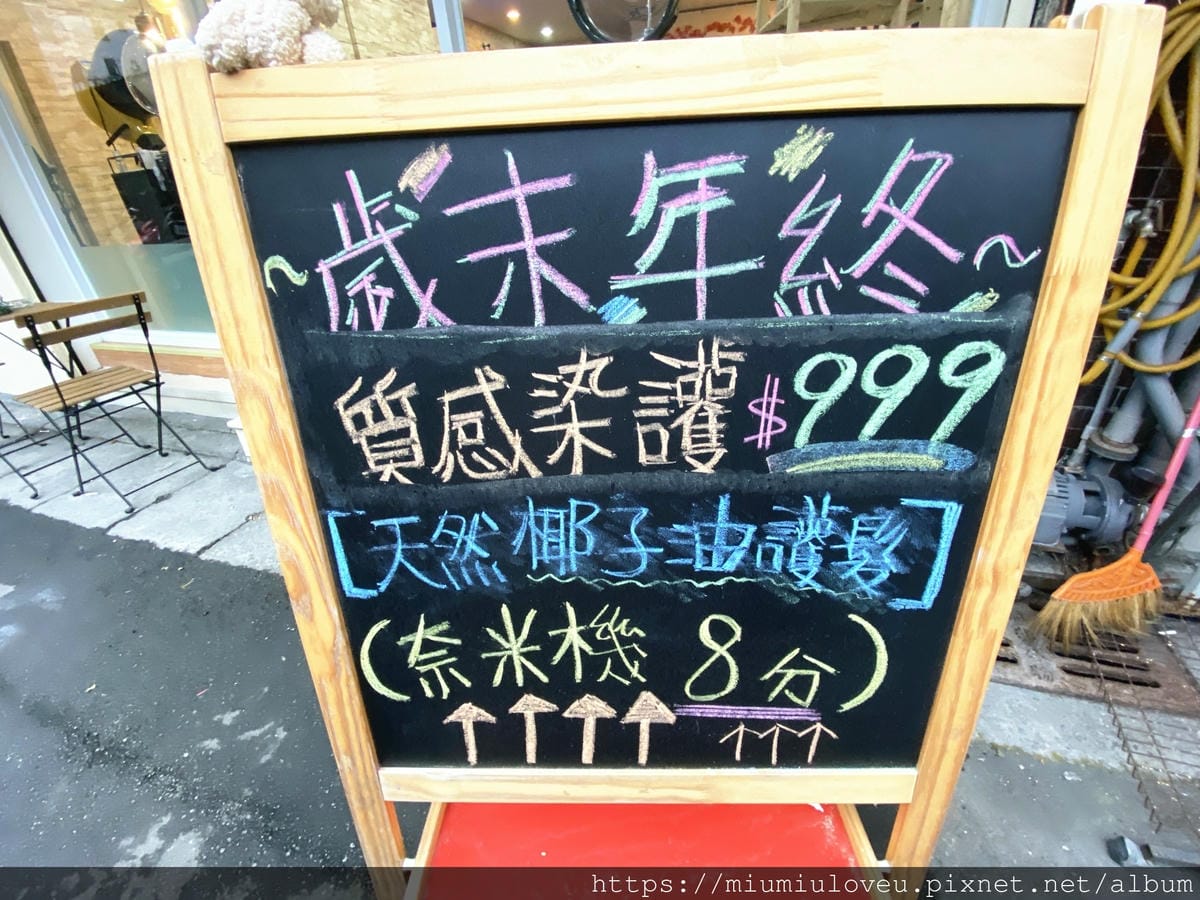 ~歲末年終~
質感染護 $999
[天然椰子油護髮]
(奈米機 8分)
https://miumiuloveu.pixnet.net/album